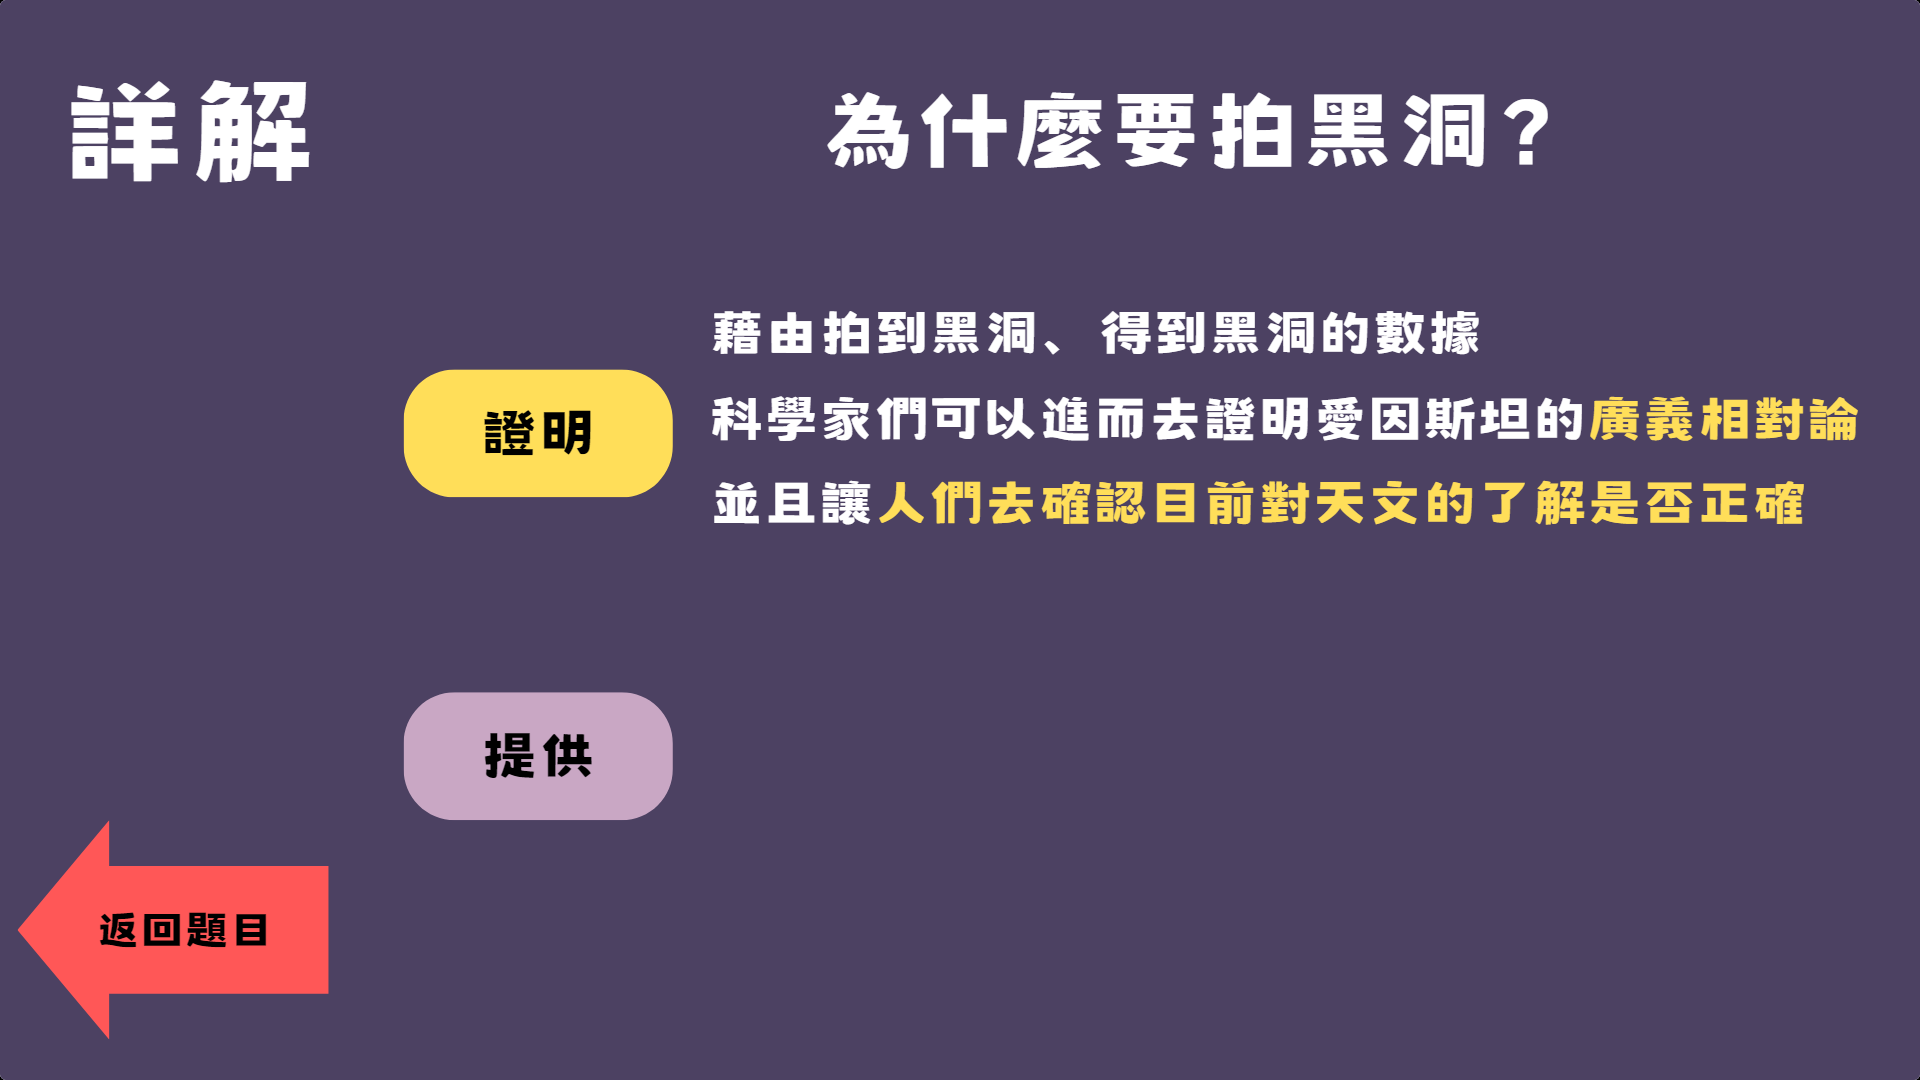 詳解
為什麼要拍黑洞?
藉由拍到黑洞、得到黑洞的數據
證明
科學家們可以進而去證明愛因斯坦的廣義相對論
並且讓人們去確認目前對天文的了解是否正確
提供
返回題目